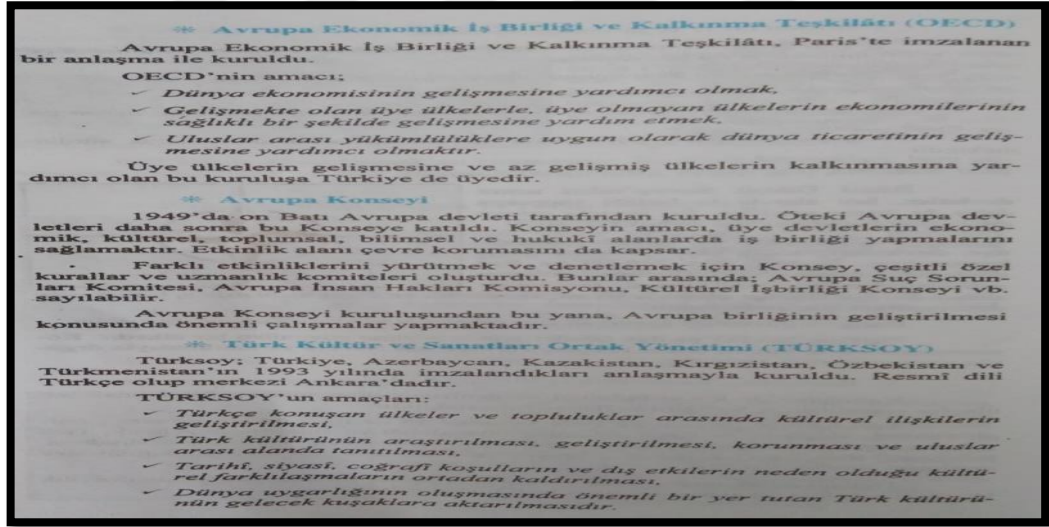 * Avrupa Ekonomik İş Birliği ve Kalkınma Teşkilâtı (OECD)
Avrupa Ekonomik İş Birliği ve Kalkınma Teşkilâtı, Paris'te imzalanan
bir anlaşma ile kuruldu.
OECD'nin amacı;
✓ Dünya ekonomisinin gelişmesine yardımcı olmak,
✓ Gelişmekte olan üye ülkelerle, üye olmayan ülkelerin ekonomilerinin
sağlıklı bir şekilde gelişmesine yardım etmek,
✓ Uluslar arası yükümlülüklere uygun olarak dünya ticaretinin geliş-
mesine yardımcı olmaktır.
Üye ülkelerin gelişmesine ve az gelişmiş ülkelerin kalkınmasına yar-
dımcı olan bu kuruluşa Türkiye de üyedir.
* Avrupa Konseyi
1949'da on Batı Avrupa devleti tarafından kuruldu. Öteki Avrupa dev-
letleri daha sonra bu Konseye katıldı. Konseyin amacı, üye devletlerin ekono-
mik, kültürel, toplumsal, bilimsel ve hukukî alanlarda iş birliği yapmalarını
sağlamaktır. Etkinlik alanı çevre korumasını da kapsar.
Farklı etkinliklerini yürütmek ve denetlemek için Konsey, çeşitli özel
kurallar ve uzmanlık komiteleri oluşturdu. Bunlar arasında; Avrupa Suç Sorun-
ları Komitesi, Avrupa İnsan Hakları Komisyonu, Kültürel İşbirliği Konseyi vb.
sayılabilir.
Avrupa Konseyi kuruluşundan bu yana, Avrupa birliğinin geliştirilmesi
konusunda önemli çalışmalar yapmaktadır.
* Türk Kültür ve Sanatları Ortak Yönetimi (TÜRKSOY)
Türksoy; Türkiye, Azerbaycan, Kazakistan, Kırgızistan, Özbekistan ve
Türkmenistan'ın 1993 yılında imzalandıkları anlaşmayla kuruldu. Resmî dili
Türkçe olup merkezi Ankara'dadır.
TÜRKSOY'un amaçları:
✓ Türkçe konuşan ülkeler ve topluluklar arasında kültürel ilişkilerin
geliştirilmesi,
✓ Türk kültürünün araştırılması, geliştirilmesi, korunması ve uluslar
arası alanda tanıtılması,
✓ Tarihî, siyasî, coğrafî koşulların ve dış etkilerin neden olduğu kültü-
rel farklılaşmaların ortadan kaldırılması,
✓ Dünya uygarlığının oluşmasında önemli bir yer tutan Türk kültürü-
nün gelecek kuşaklara aktarılmasıdır.